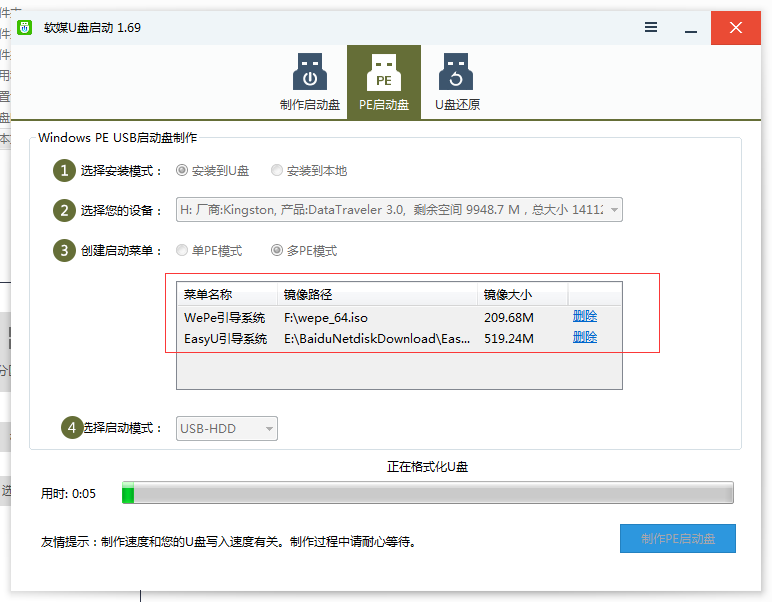 软媒U盘启动 1.69
制作启动盘 PE启动盘 U盘还原
PE
Windows PE USB启动盘制作
1 选择安装模式： 安装到U盘 安装到本地
2 选择您的设备： H: 厂商:Kingston, 产品:DataTraveler 3.0, 剩余空间 9948.7 M，总大小 14112
3 创建启动菜单： 单PE模式 多PE模式
菜单名称 镜像路径 镜像大小
WePe引导系统 F:\wepe_64.iso 209.68M 删除
EasyU引导系统 E:\BaiduNetdiskDownload\Eas... 519.24M 删除
4 选择启动模式： USB-HDD
正在格式化U盘
用时: 0:05
友情提示：制作速度和您的U盘写入速度有关。制作过程中请耐心等待。
制作PE启动盘